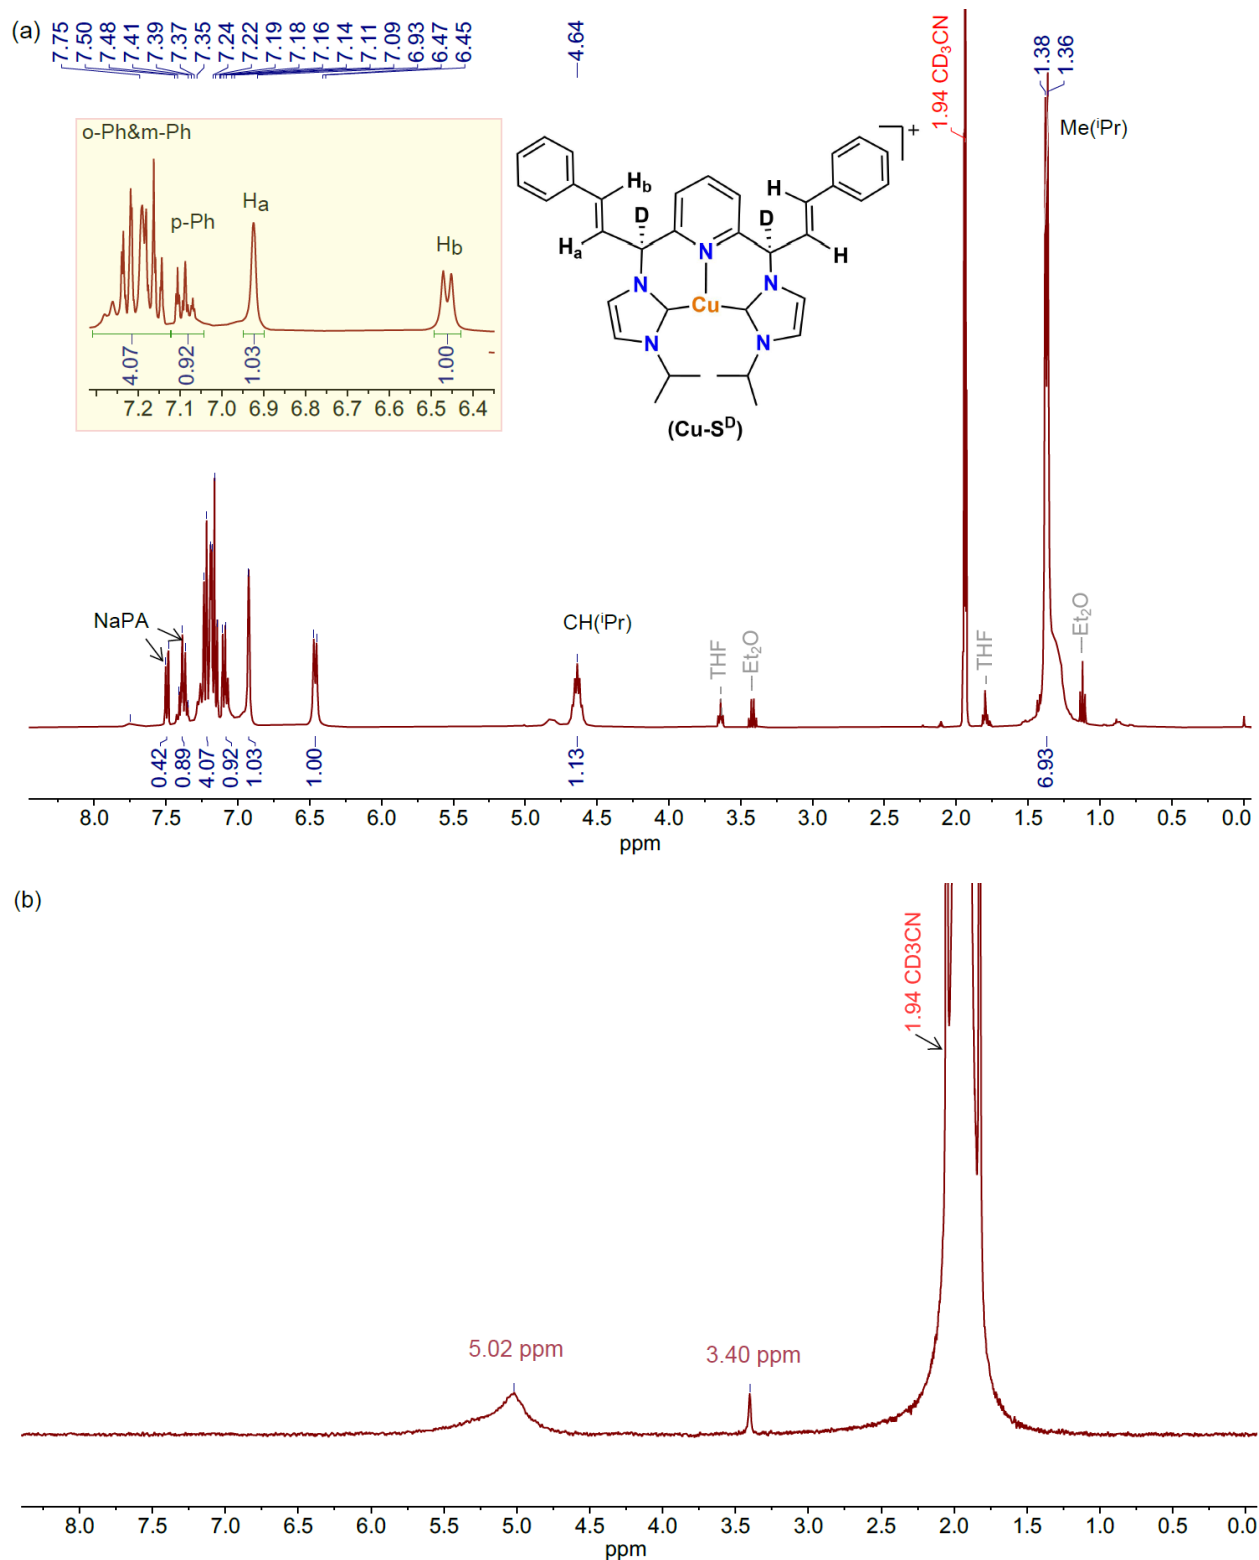 (a)
7.75
7.50
7.48
7.41
7.39
7.37
7.35
7.24
7.22
7.19
7.18
7.16
7.14
7.11
7.09
6.93
6.47
6.45
4.64
1.94 CD3CN
1.38
1.36
Me(iPr)
o-Ph&m-Ph
p-Ph
Ha
Hb
4.07
0.92
1.03
1.00
7.2 7.1 7.0 6.9 6.8 6.7 6.6 6.5 6.4
Hb
D
Ha
N
N
N
Cu
H
D
H
N
N
+
(Cu-SD)
NaPA
CH(iPr)
THF
Et2O
THF
Et2O
0.42
0.89
4.07
0.92
1.03
1.00
1.13
6.93
8.0 7.5 7.0 6.5 6.0 5.5 5.0 4.5 4.0 3.5 3.0 2.5 2.0 1.5 1.0 0.5 0.0
ppm
(b)
1.94 CD3CN
5.02 ppm
3.40 ppm
8.0 7.5 7.0 6.5 6.0 5.5 5.0 4.5 4.0 3.5 3.0 2.5 2.0 1.5 1.0 0.5 0.0
ppm